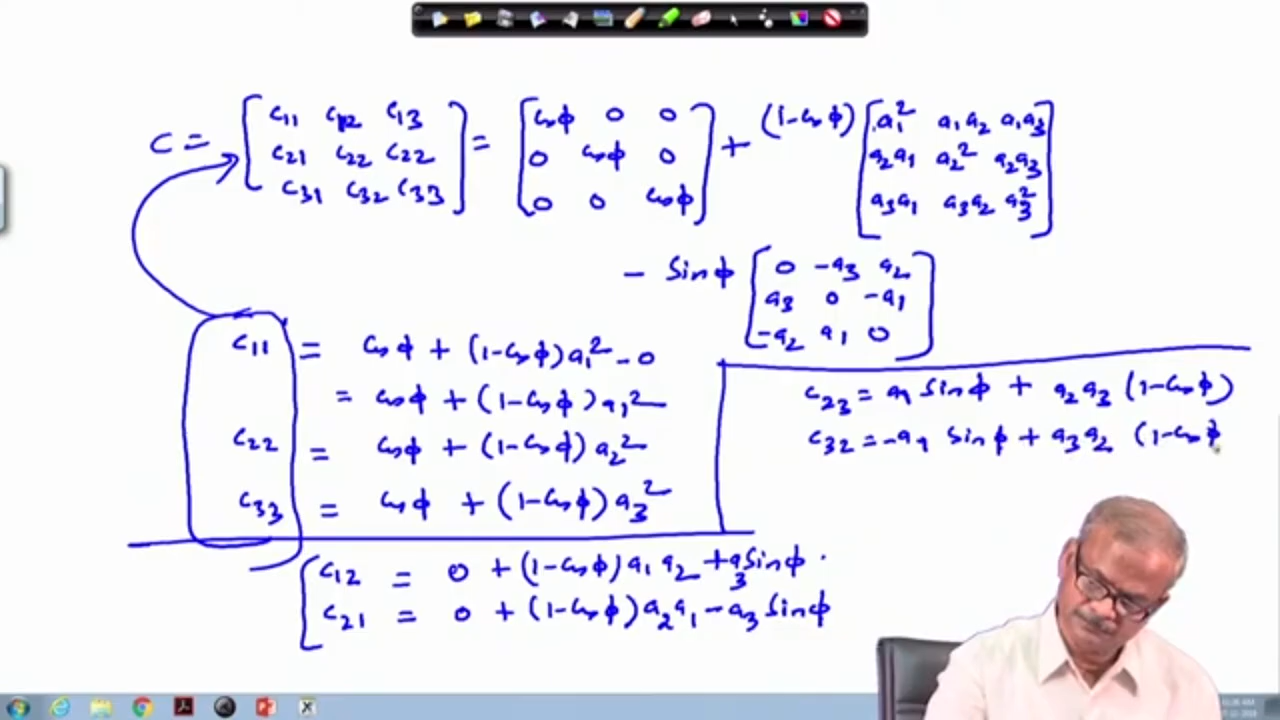 C = [ c11 c12 c13 ; c21 c22 c22 ; c31 c32 c33 ] = [ cosφ 0 0 ; 0 cosφ 0 ; 0 0 cosφ ] + (1-cosφ) [ a1² a1a2 a1a3 ; a2a1 a2² a2a3 ; a3a1 a3a2 a3² ]
- sinφ [ 0 -a3 a2 ; a3 0 -a1 ; -a2 a1 0 ]
c11 = cosφ + (1-cosφ)a1² - 0
= cosφ + (1-cosφ)a1²
c22 = cosφ + (1-cosφ)a2²
c33 = cosφ + (1-cosφ)a3²
c12 = 0 + (1-cosφ)a1a2 + a3 sinφ
c21 = 0 + (1-cosφ)a2a1 - a3 sinφ
c23 = a1 sinφ + a2a3 (1-cosφ)
c32 = -a1 sinφ + a3a2 (1-cosφ